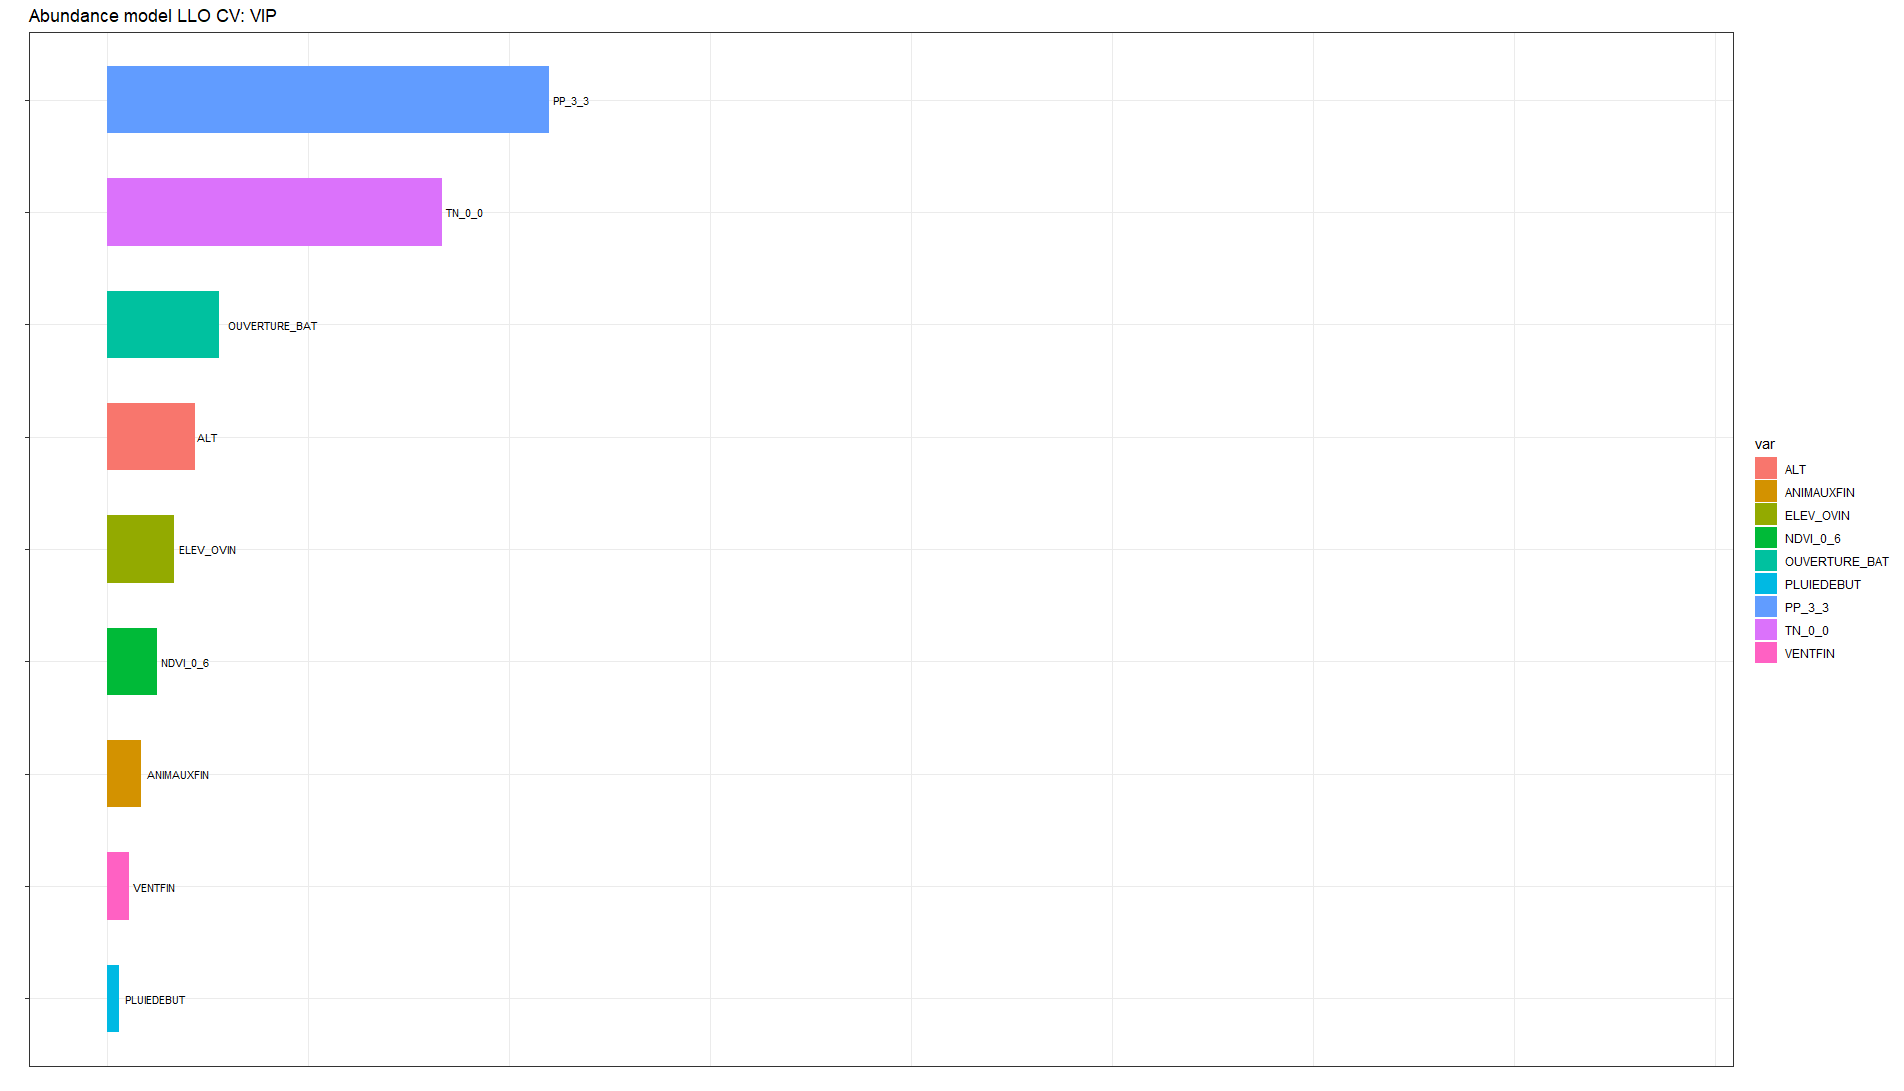 Abundance model LLO CV: VIP
PP_3_3
TN_0_0
OUVERTURE_BAT
ALT
ELEV_OVIN
NDVI_0_6
ANIMAUXFIN
VENTFIN
PLUIEDEBUT
var
ALT
ANIMAUXFIN
ELEV_OVIN
NDVI_0_6
OUVERTURE_BAT
PLUIEDEBUT
PP_3_3
TN_0_0
VENTFIN